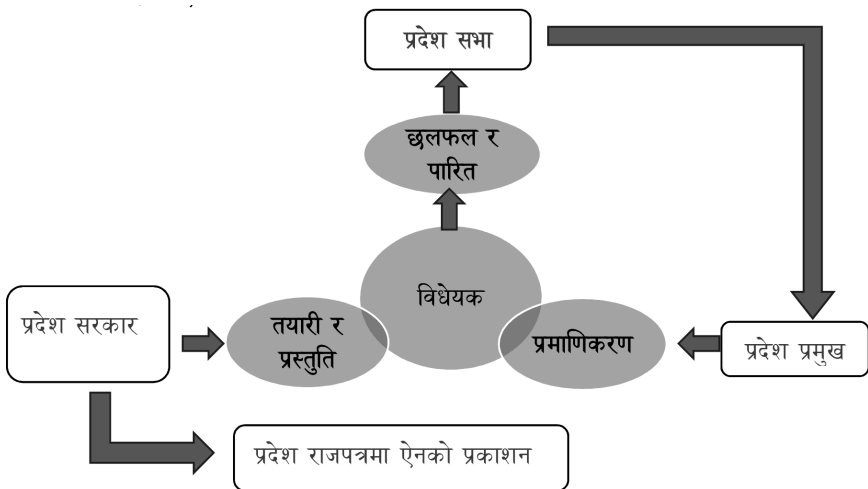 प्रदेश सभा
छलफल र
पारित
विधेयक
प्रदेश सरकार
तयारी र
प्रस्तुति
प्रमाणिकरण
प्रदेश प्रमुख
प्रदेश राजपत्रमा ऐनको प्रकाशन